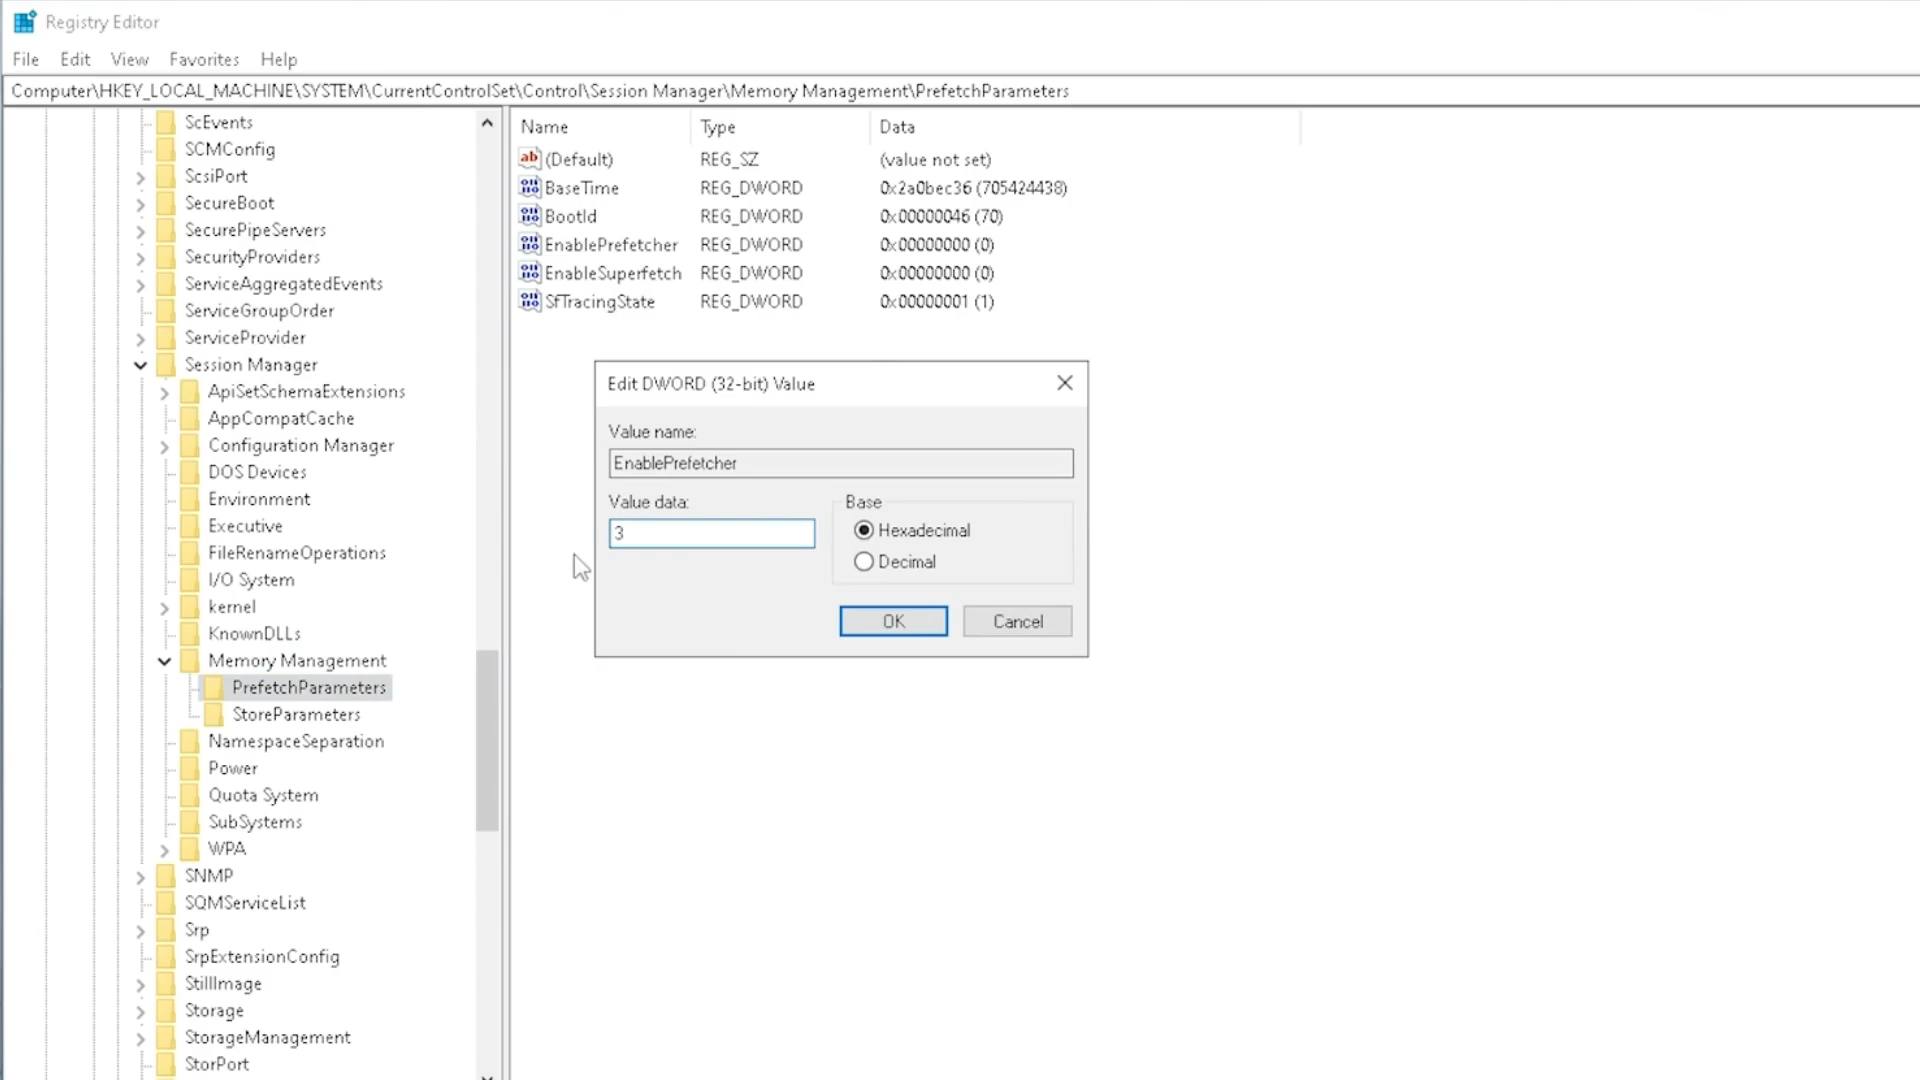 Registry Editor
File Edit View Favorites Help
Computer\HKEY_LOCAL_MACHINE\SYSTEM\CurrentControlSet\Control\Session Manager\Memory Management\PrefetchParameters
ScEvents
SCMConfig
ScsiPort
SecureBoot
SecurePipeServers
SecurityProviders
ServiceAggregatedEvents
ServiceGroupOrder
ServiceProvider
Session Manager
ApiSetSchemaExtensions
AppCompatCache
Configuration Manager
DOS Devices
Environment
Executive
FileRenameOperations
I/O System
kernel
KnownDLLs
Memory Management
PrefetchParameters
StoreParameters
NamespaceSeparation
Power
Quota System
SubSystems
WPA
SNMP
SQMServiceList
Srp
SrpExtensionConfig
StillImage
Storage
StorageManagement
StorPort
Name Type Data
ab (Default) REG_SZ (value not set)
BaseTime REG_DWORD 0x2a0bec36 (705424438)
BootId REG_DWORD 0x00000046 (70)
EnablePrefetcher REG_DWORD 0x00000000 (0)
EnableSuperfetch REG_DWORD 0x00000000 (0)
SfTracingState REG_DWORD 0x00000001 (1)
Edit DWORD (32-bit) Value
Value name:
EnablePrefetcher
Value data:
3
Base
Hexadecimal
Decimal
OK
Cancel